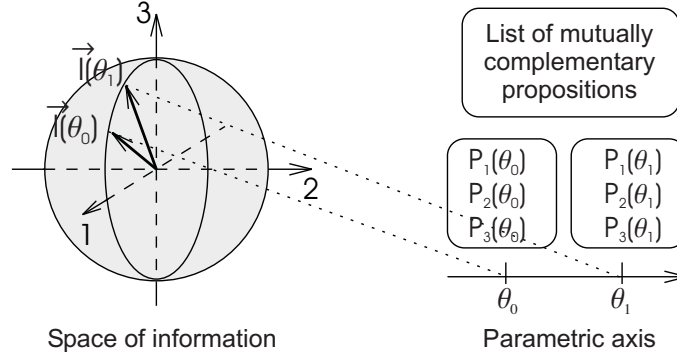 3
I(θ₁)
I(θ₀)
2
1
Space of information
List of mutually
complementary
propositions
P₁(θ₀)
P₂(θ₀)
P₃(θ₀)
P₁(θ₁)
P₂(θ₁)
P₃(θ₁)
θ₀
θ₁
Parametric axis